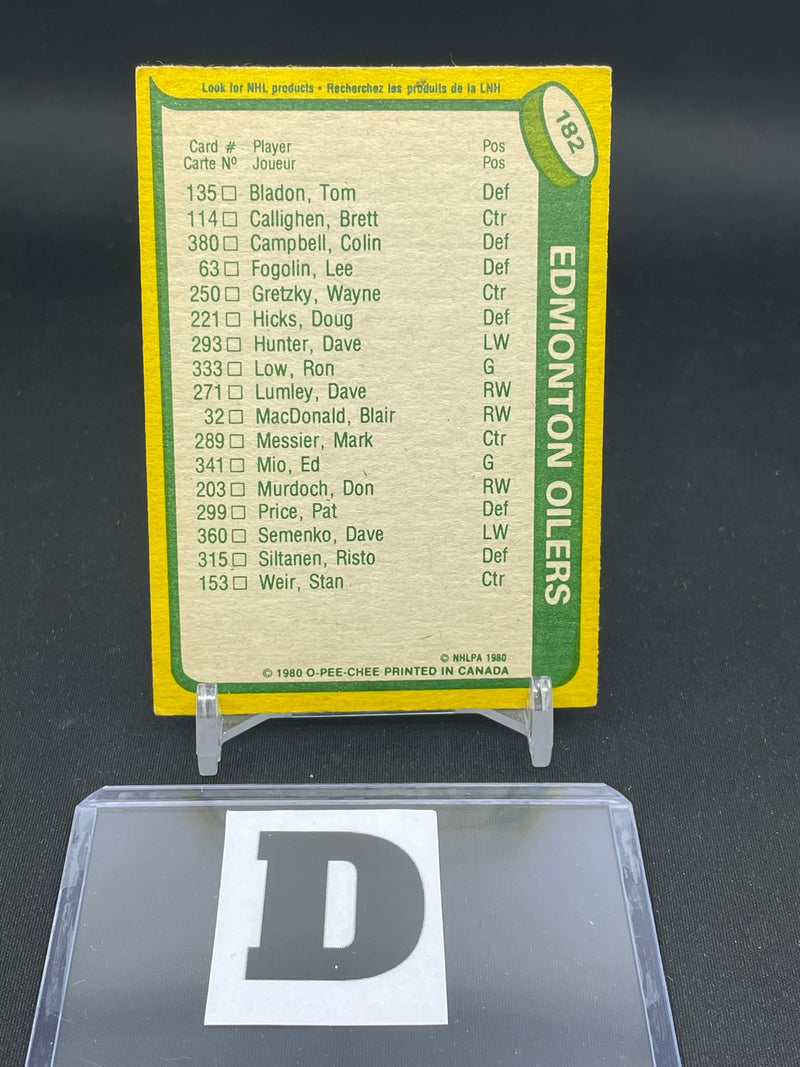 Look for NHL products • Recherchez les produits de la LNH
182
Card # Player Pos
Carte Nº Joueur Pos
135 □ Bladon, Tom Def
114 □ Callighen, Brett Ctr
380 □ Campbell, Colin Def
63 □ Fogolin, Lee Def
250 □ Gretzky, Wayne Ctr
221 □ Hicks, Doug Def
293 □ Hunter, Dave LW
333 □ Low, Ron G
271 □ Lumley, Dave RW
32 □ MacDonald, Blair RW
289 □ Messier, Mark Ctr
341 □ Mio, Ed G
203 □ Murdoch, Don RW
299 □ Price, Pat Def
360 □ Semenko, Dave LW
315 □ Siltanen, Risto Def
153 □ Weir, Stan Ctr
EDMONTON OILERS
© NHLPA 1980
© 1980 O-PEE-CHEE PRINTED IN CANADA
D